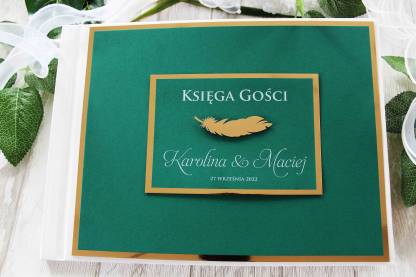 Księga Gości
Karolina & Maciej
27 września 2022